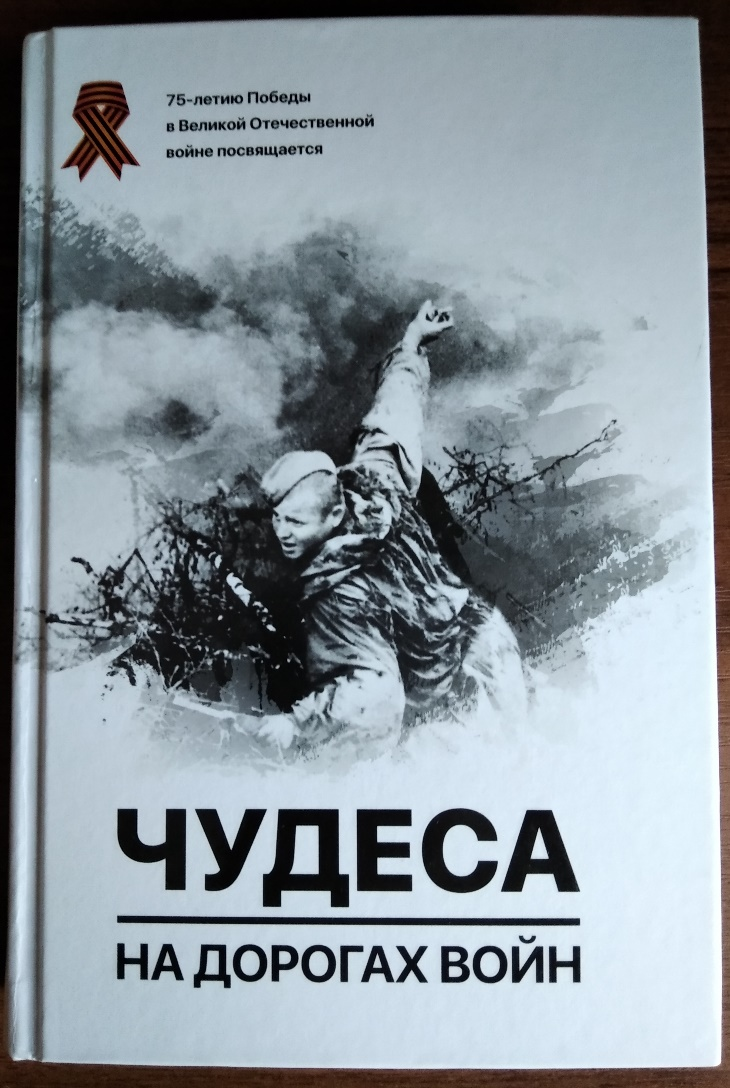 75-летию Победы
в Великой Отечественной
войне посвящается
ЧУДЕСА
НА ДОРОГАХ ВОЙН